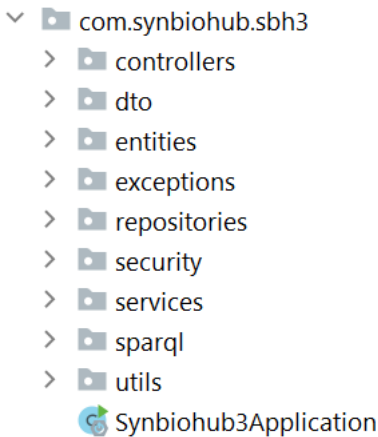 com.synbiohub.sbh3
controllers
dto
entities
exceptions
repositories
security
services
sparql
utils
Synbiohub3Application